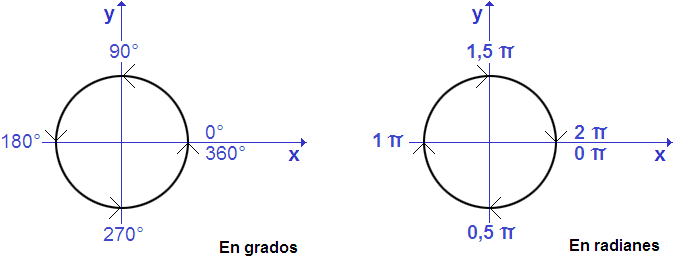 y
90°
180°
0°
360°
x
270°
En grados
y
1,5 π
1 π
2 π
0 π
x
0,5 π
En radianes